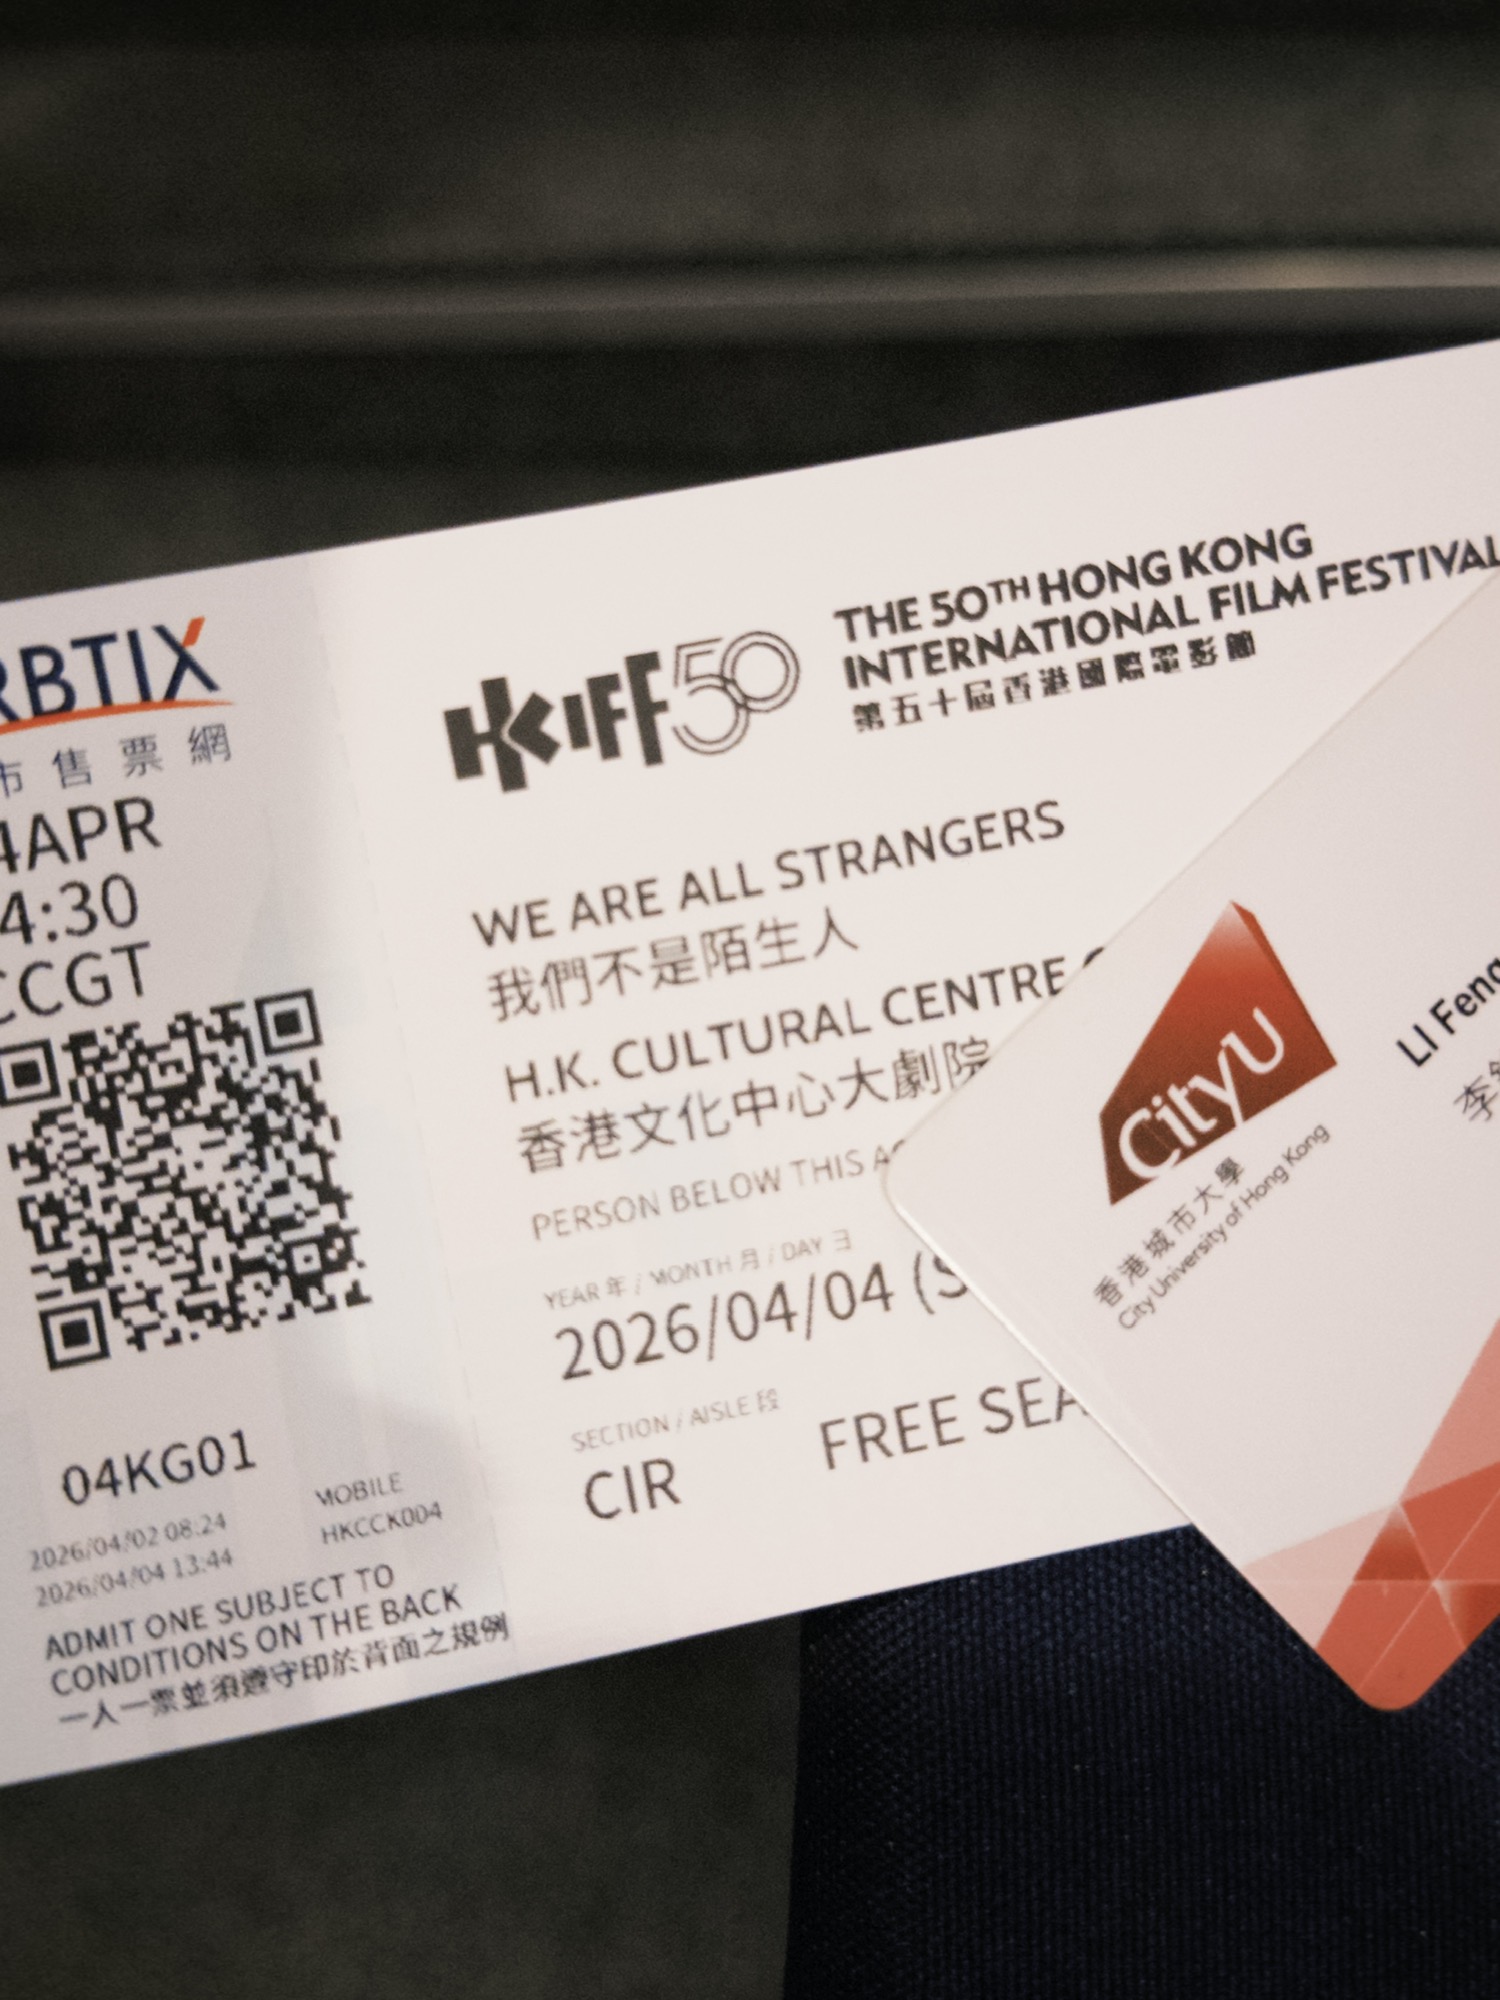 RBTIX
市售票網
4APR
4:30
CCGT
04KG01
2026/04/02 08:24
2026/04/04 13:44
MOBILE
HKCCK004
ADMIT ONE SUBJECT TO
CONDITIONS ON THE BACK
一人一票並須遵守印於背面之規例
HKIFF50
THE 50TH HONG KONG
INTERNATIONAL FILM FESTIVAL
第五十屆香港國際電影節
WE ARE ALL STRANGERS
我們不是陌生人
H.K. CULTURAL CENTRE
香港文化中心大劇院
PERSON BELOW THIS A
YEAR 年 / MONTH 月 / DAY 日
2026/04/04 (S
SECTION / AISLE 段
CIR FREE SEA
CityU
香港城市大學
City University of Hong Kong
LI Feng
李